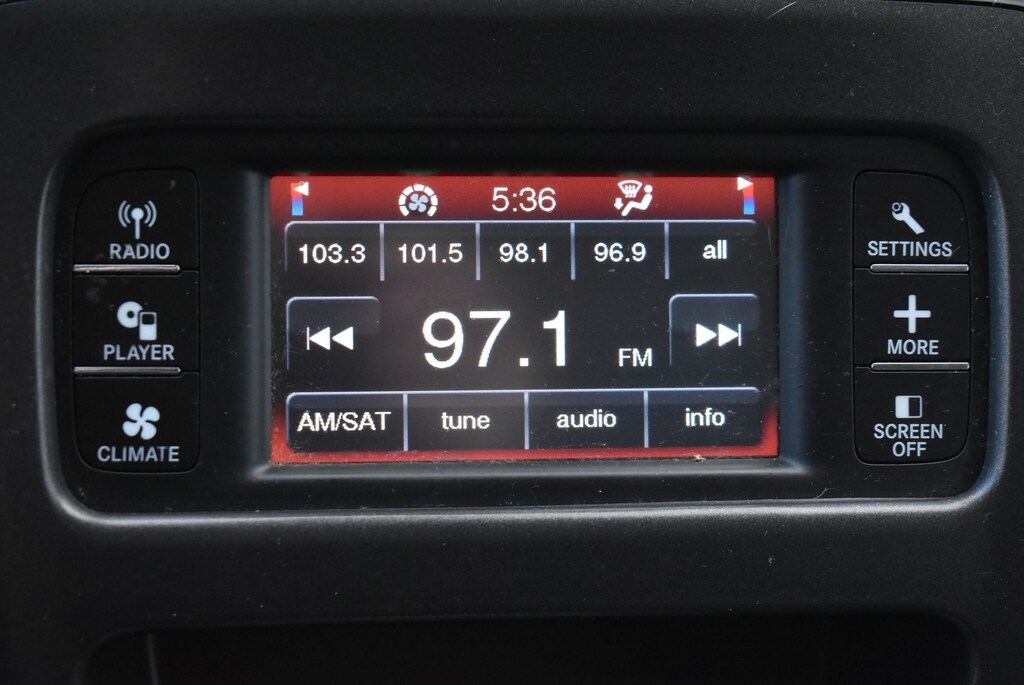 5:36
103.3 101.5 98.1 96.9 all
97.1 FM
AM/SAT tune audio info
RADIO
PLAYER
CLIMATE
SETTINGS
MORE
SCREEN
OFF